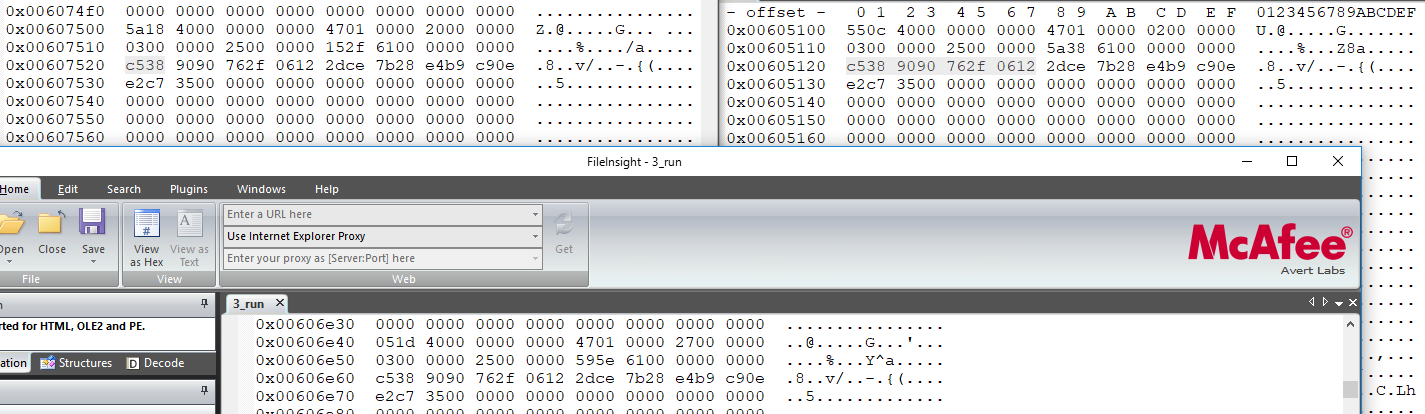 0x006074f0 0000 0000 0000 0000 0000 0000 0000 0000 ................
0x00607500 5a18 4000 0000 0000 4701 0000 2000 0000 Z.@.....G... ...
0x00607510 0300 0000 2500 0000 152f 6100 0000 0000 ....%..../a.....
0x00607520 c538 9090 762f 0612 2dce 7b28 e4b9 c90e .8..v/..-.{(....
0x00607530 e2c7 3500 0000 0000 0000 0000 0000 0000 ..5.............
0x00607540 0000 0000 0000 0000 0000 0000 0000 0000 ................
0x00607550 0000 0000 0000 0000 0000 0000 0000 0000 ................
0x00607560 0000 0000 0000 0000 0000 0000 0000 0000 ................
- offset - 0 1 2 3 4 5 6 7 8 9 A B C D E F 0123456789ABCDEF
0x00605100 550c 4000 0000 0000 4701 0000 0200 0000 U.@.....G.......
0x00605110 0300 0000 2500 0000 5a38 6100 0000 0000 ....%...Z8a.....
0x00605120 c538 9090 762f 0612 2dce 7b28 e4b9 c90e .8..v/..-.{(....
0x00605130 e2c7 3500 0000 0000 0000 0000 0000 0000 ..5.............
0x00605140 0000 0000 0000 0000 0000 0000 0000 0000 ................
0x00605150 0000 0000 0000 0000 0000 0000 0000 0000 ................
0x00605160 0000 0000 0000 0000 0000 0000 0000 0000 ................
FileInsight - 3_run
Home Edit Search Plugins Windows Help
Open Close Save
File
View as Hex
View as Text
View
Enter a URL here
Use Internet Explorer Proxy
Enter your proxy as [Server:Port] here
Get
Web
McAfee®
Avert Labs
rted for HTML, OLE2 and PE.
ation Structures Decode
3_run
0x00606e30 0000 0000 0000 0000 0000 0000 0000 0000 ................
0x00606e40 051d 4000 0000 0000 4701 0000 2700 0000 ..@.....G...'...
0x00606e50 0300 0000 2500 0000 595e 6100 0000 0000 ....%...Y^a.....
0x00606e60 c538 9090 762f 0612 2dce 7b28 e4b9 c90e .8..v/..-.{(....
0x00606e70 e2c7 3500 0000 0000 0000 0000 0000 0000 ..5.............
.C.Lh